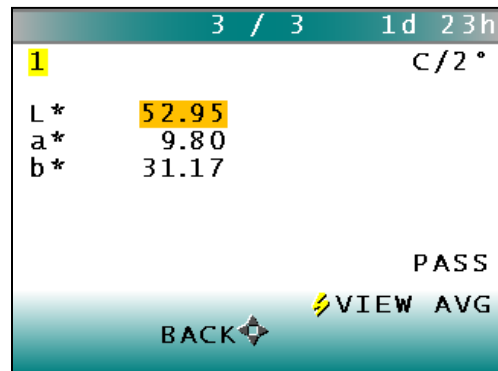 3 / 3 1d 23h
1 C/2°
L* 52.95
a* 9.80
b* 31.17
PASS
VIEW AVG
BACK